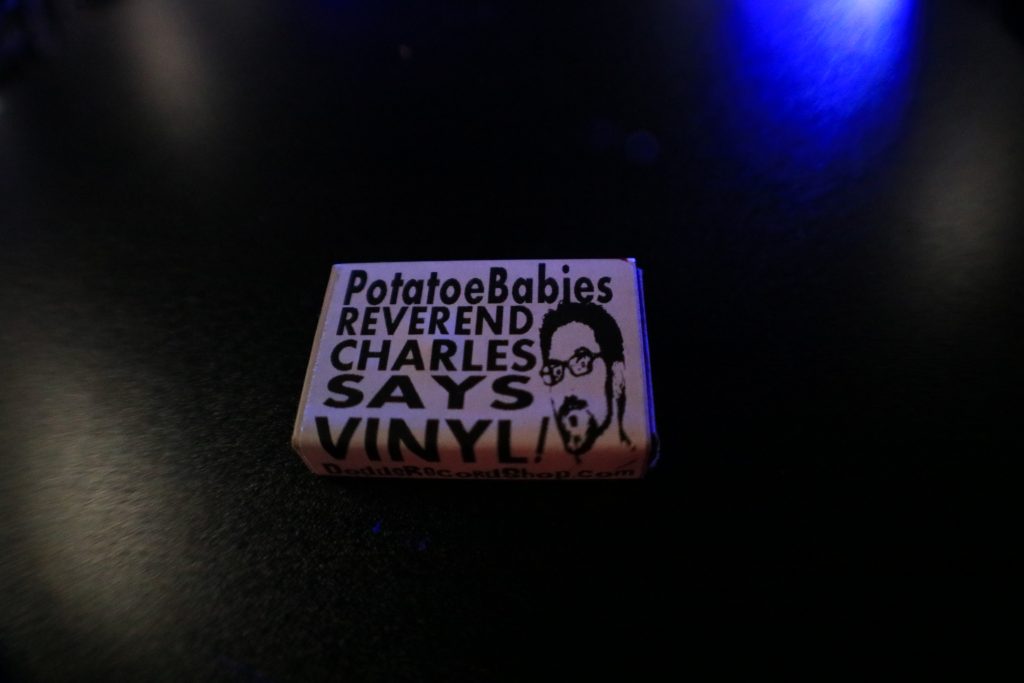 PotatoeBabies
REVEREND
CHARLES
SAYS
VINYL!
DoddsRecordShop.com